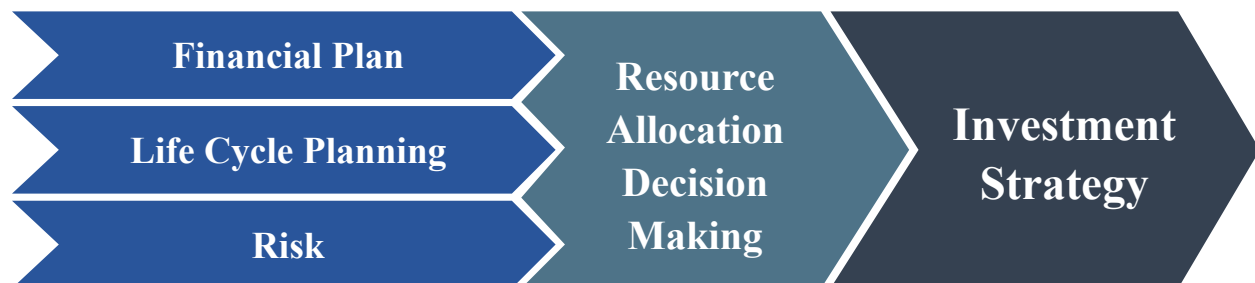 Financial Plan
Life Cycle Planning
Risk
Resource
Allocation
Decision
Making
Investment
Strategy